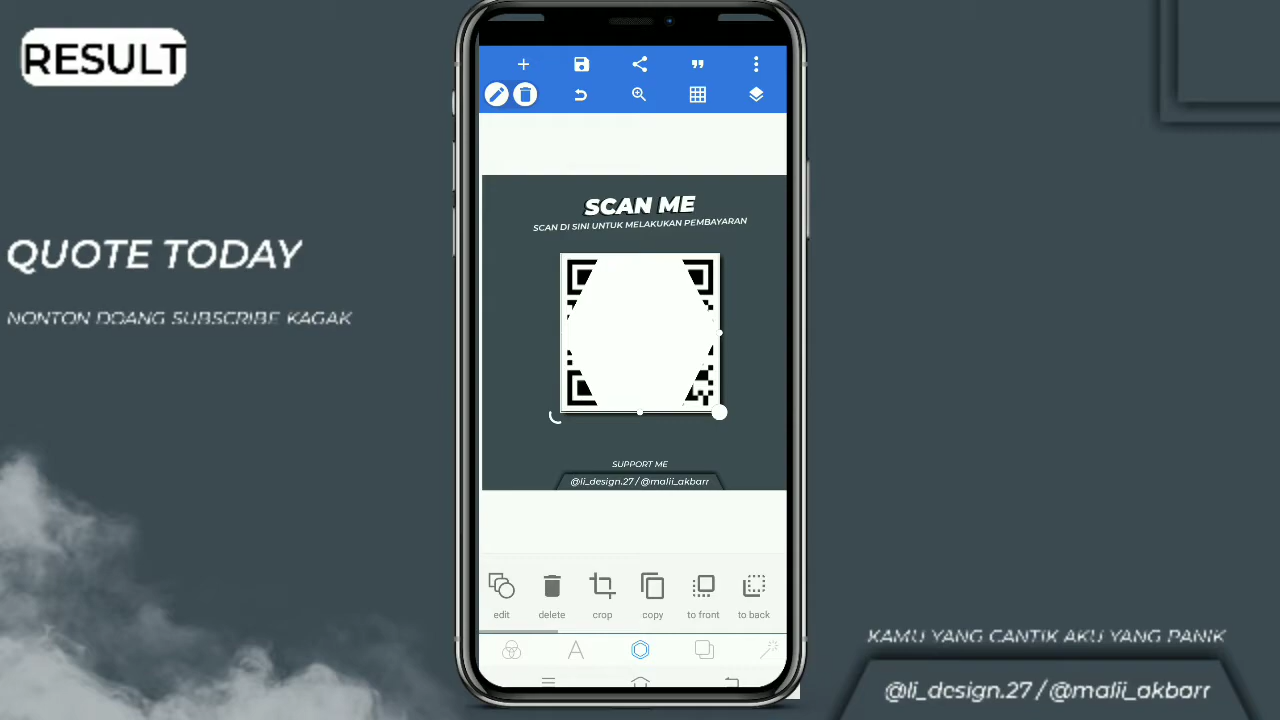 RESULT
QUOTE TODAY
NONTON DOANG SUBSCRIBE KAGAK
SCAN ME
SCAN DI SINI UNTUK MELAKUKAN PEMBAYARAN
SUPPORT ME
@li_design.27 / @malii_akbarr
edit
delete
crop
copy
to front
to back
KAMU YANG CANTIK AKU YANG PANIK
@li_design.27 / @malii_akbarr